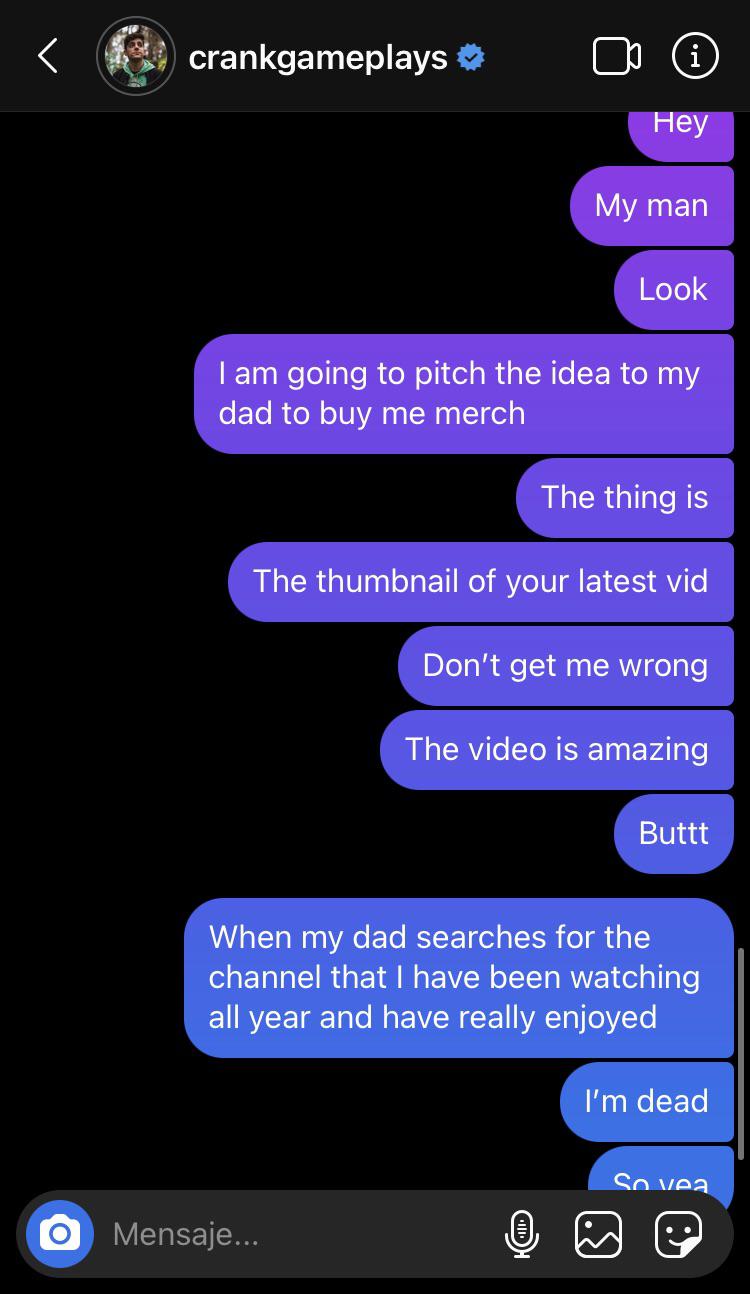 crankgameplays
Hey
My man
Look
I am going to pitch the idea to my
dad to buy me merch
The thing is
The thumbnail of your latest vid
Don't get me wrong
The video is amazing
Buttt
When my dad searches for the
channel that I have been watching
all year and have really enjoyed
I'm dead
So yea
Mensaje...